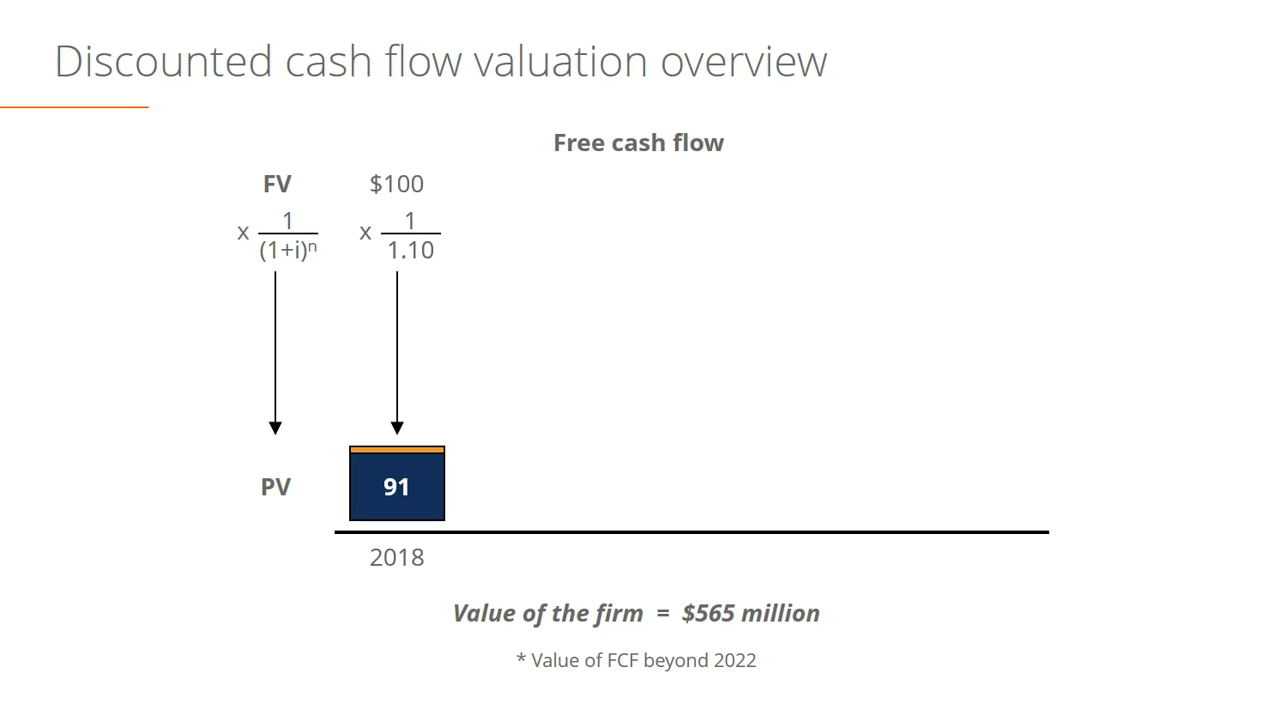 Discounted cash flow valuation overview
Free cash flow
FV $100
x 1 x 1
(1+i)ⁿ 1.10
PV 91
2018
Value of the firm = $565 million
* Value of FCF beyond 2022